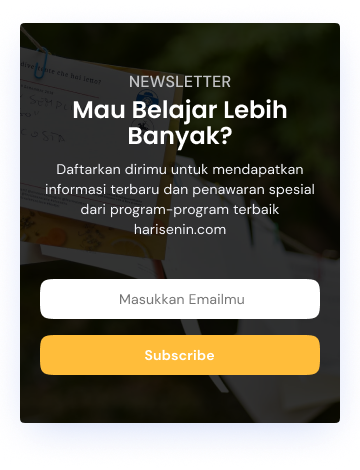 NEWSLETTER
Mau Belajar Lebih
Banyak?
Daftarkan dirimu untuk mendapatkan
informasi terbaru dan penawaran spesial
dari program-program terbaik
harisenin.com
Masukkan Emailmu
Subscribe